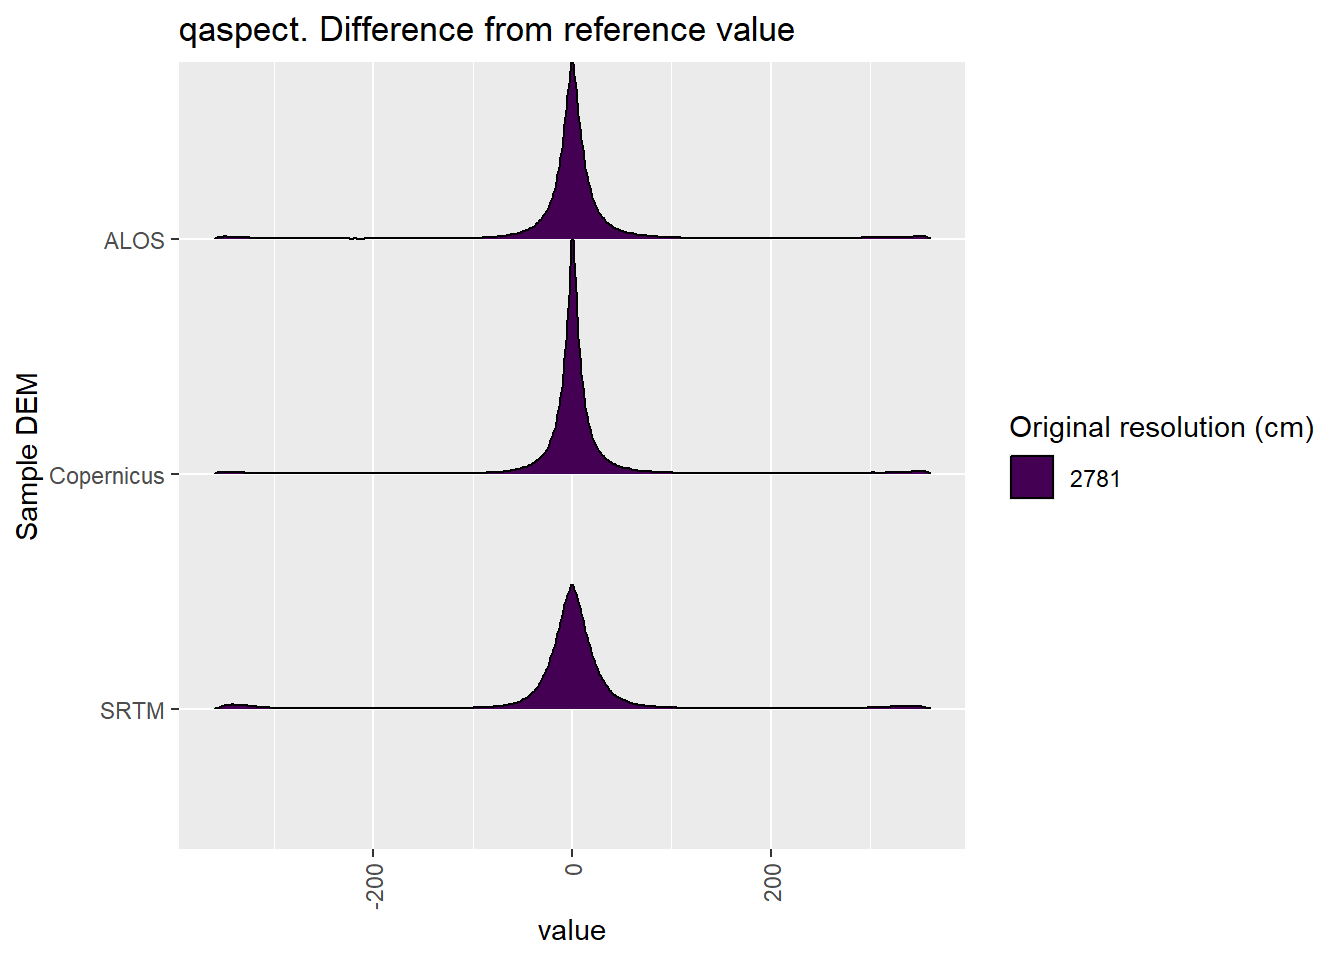 qaspect. Difference from reference value
Sample DEM
ALOS
Copernicus
SRTM
-200
0
200
value
Original resolution (cm)
2781